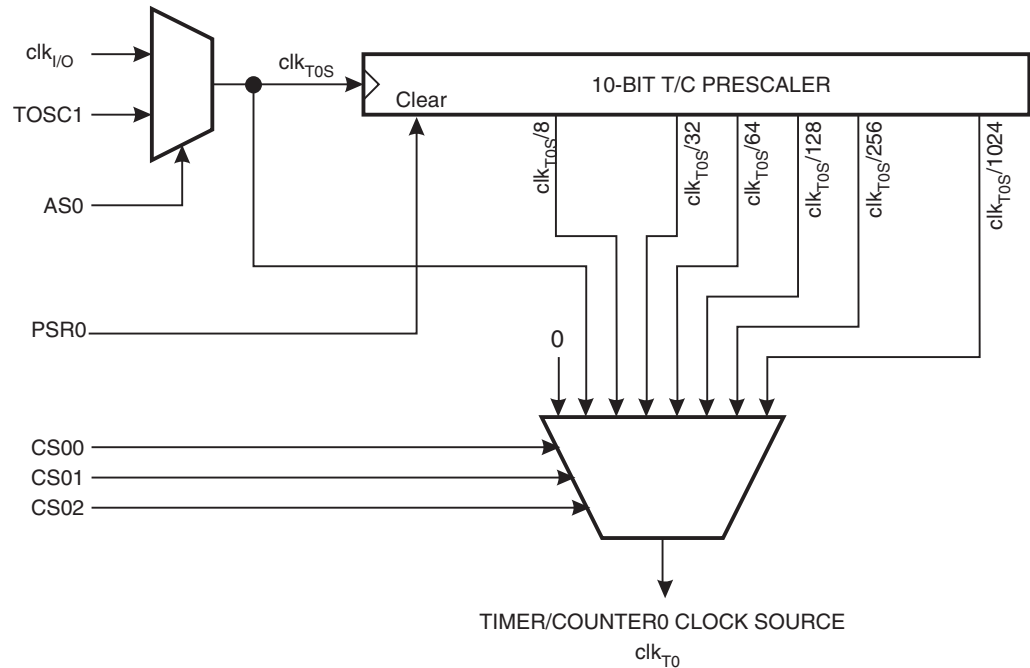 clkI/O
TOSC1
AS0
PSR0
clkT0S
10-BIT T/C PRESCALER
Clear
clkT0S/8
clkT0S/32
clkT0S/64
clkT0S/128
clkT0S/256
clkT0S/1024
0
CS00
CS01
CS02
TIMER/COUNTER0 CLOCK SOURCE
clkT0